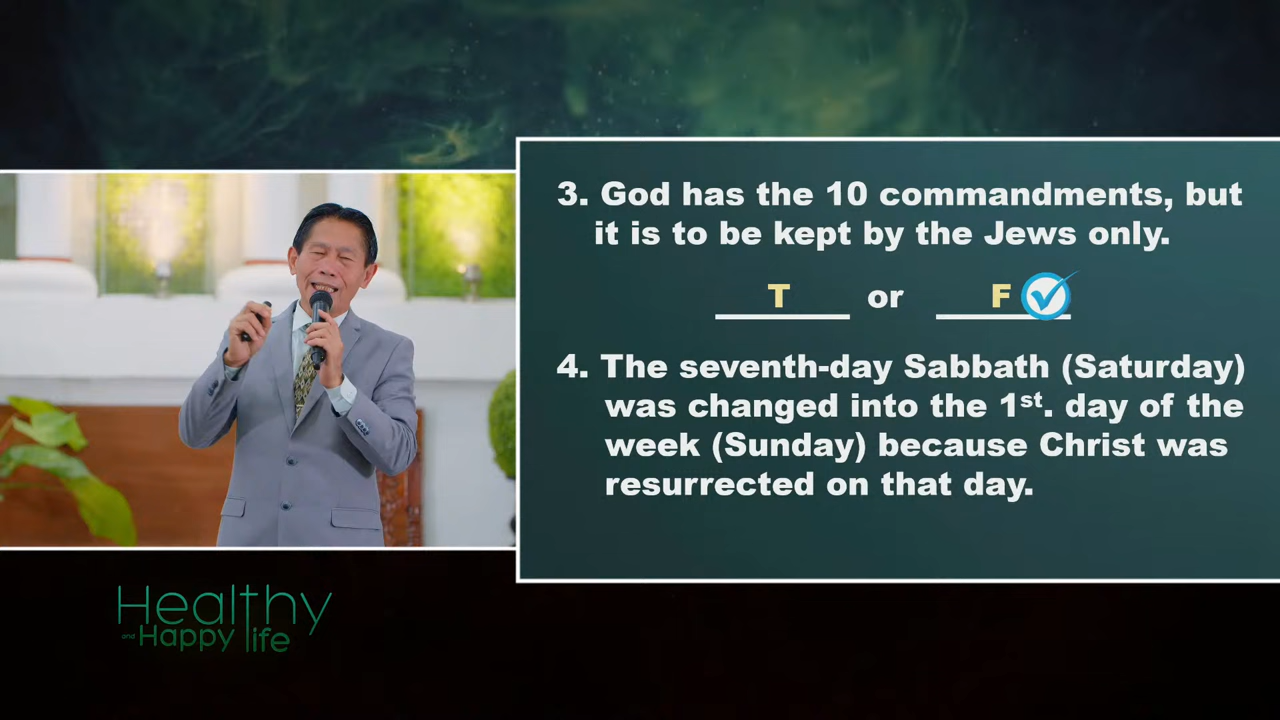 3. God has the 10 commandments, but
it is to be kept by the Jews only.
T or F
4. The seventh-day Sabbath (Saturday)
was changed into the 1st. day of the
week (Sunday) because Christ was
resurrected on that day.
Healthy
and Happy life